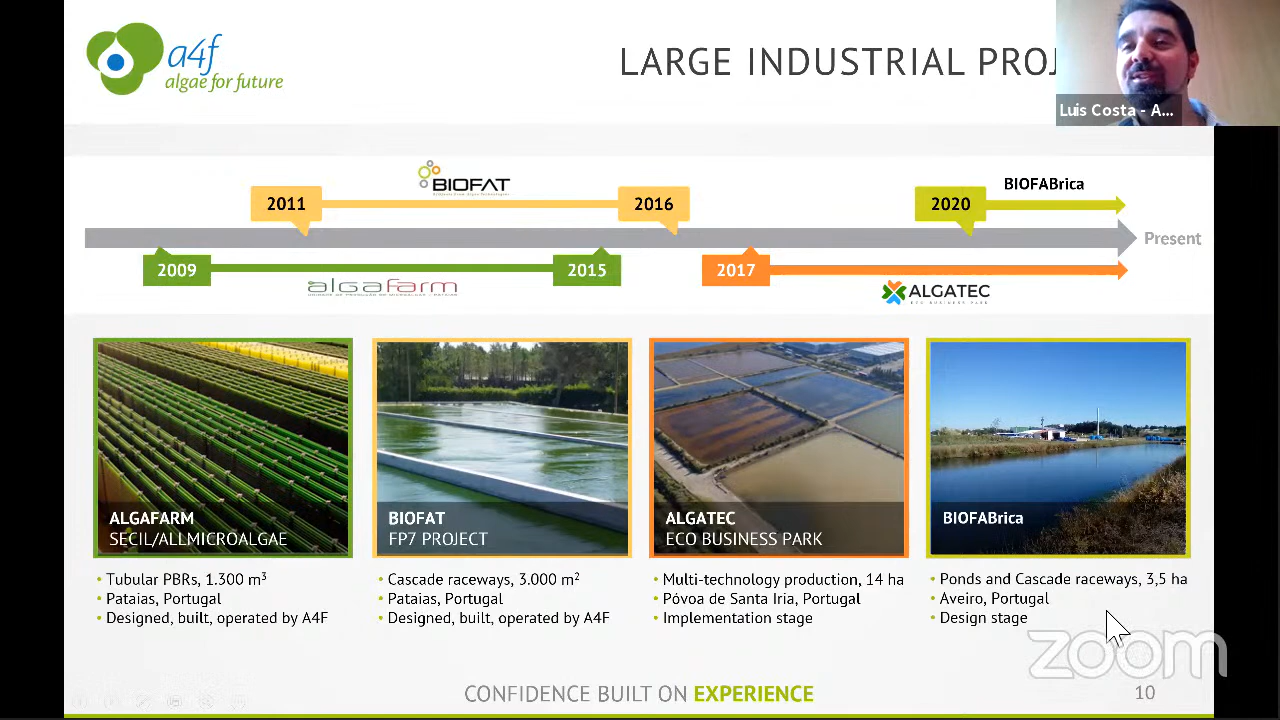 a4f
algae for future
LARGE INDUSTRIAL PROJ
Luis Costa - A...
BIOFAT
BIOFABrica
2011
2016
2020
Present
2009
2015
2017
algafarm
ALGATEC
ECO BUSINESS PARK
ALGAFARM
SECIL/ALLMICROALGAE
BIOFAT
FP7 PROJECT
ALGATEC
ECO BUSINESS PARK
BIOFABrica
• Tubular PBRs, 1.300 m³
• Pataias, Portugal
• Designed, built, operated by A4F
• Cascade raceways, 3.000 m²
• Pataias, Portugal
• Designed, built, operated by A4F
• Multi-technology production, 14 ha
• Póvoa de Santa Iria, Portugal
• Implementation stage
• Ponds and Cascade raceways, 3,5 ha
• Aveiro, Portugal
• Design stage
zoom
CONFIDENCE BUILT ON EXPERIENCE
10